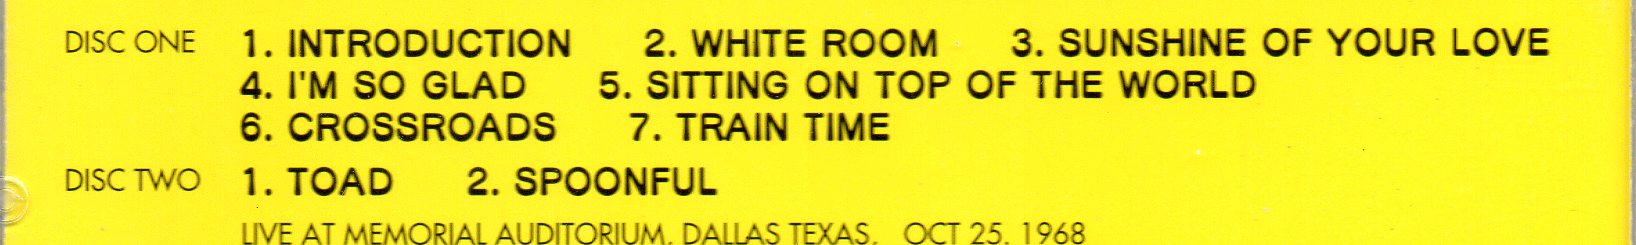 DISC ONE 1. INTRODUCTION 2. WHITE ROOM 3. SUNSHINE OF YOUR LOVE
4. I'M SO GLAD 5. SITTING ON TOP OF THE WORLD
6. CROSSROADS 7. TRAIN TIME
DISC TWO 1. TOAD 2. SPOONFUL
LIVE AT MEMORIAL AUDITORIUM, DALLAS TEXAS, OCT 25, 1968